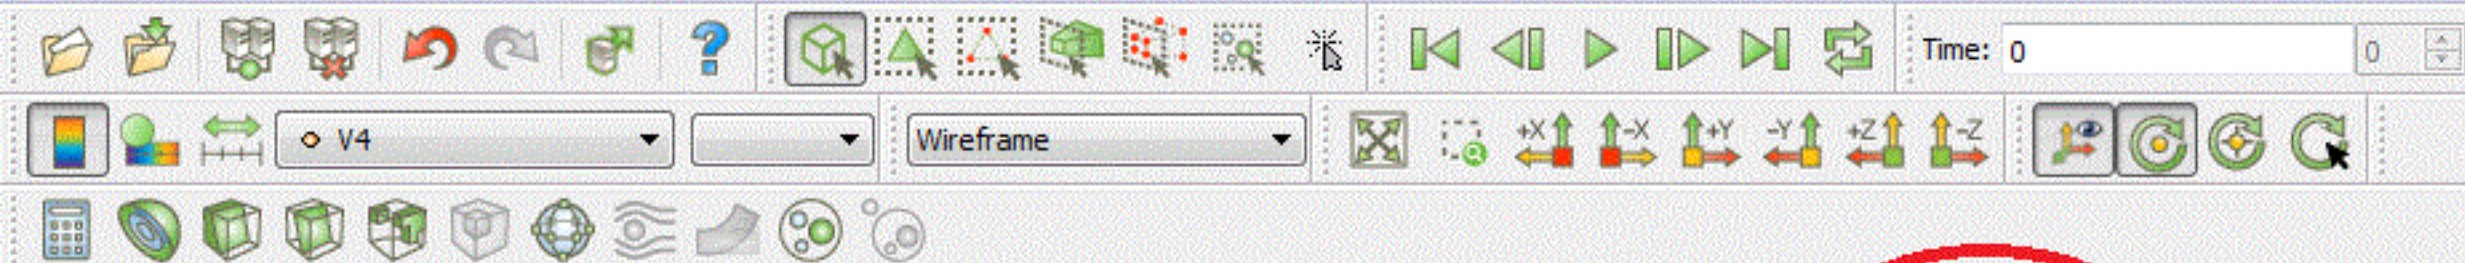 Time: 0 0
V4 Wireframe +X -X +Y -Y +Z -Z